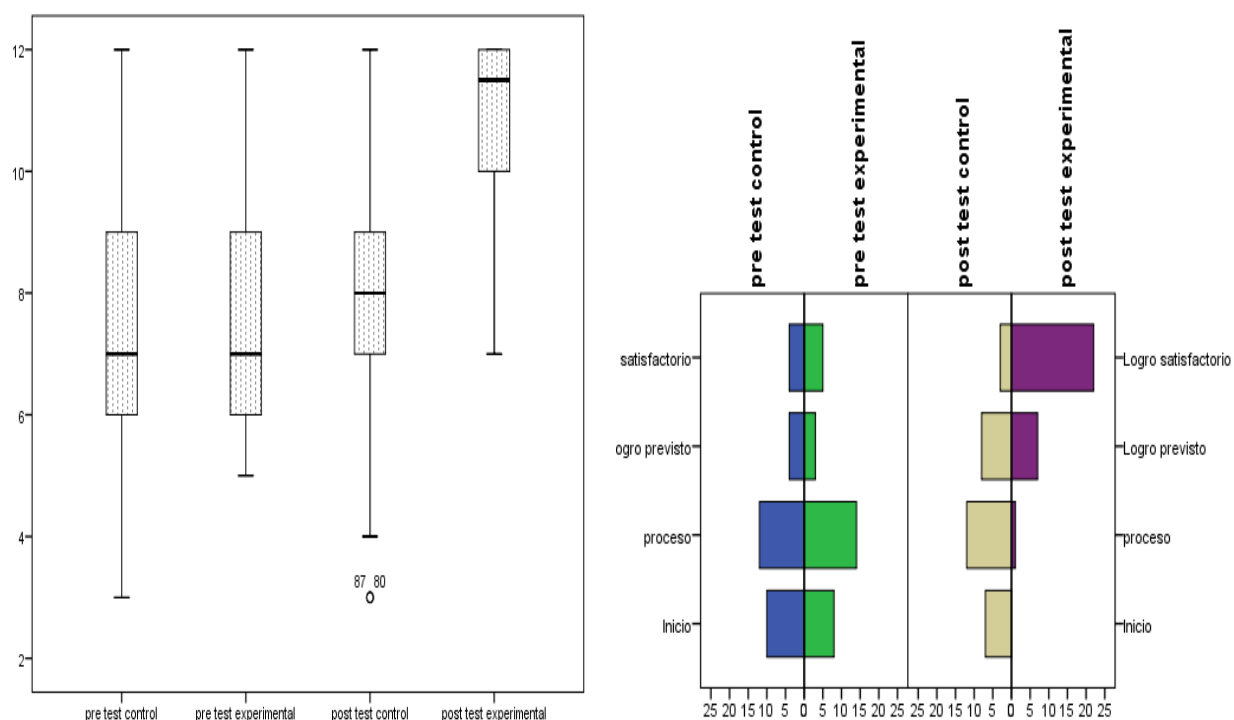 12
10
8
6
4
2
87 80
pre test control
pre test experimental
post test control
post test experimental
pre test control
pre test experimental
post test control
post test experimental
satisfactorio
ogro previsto
proceso
Inicio
Logro satisfactorio
Logro previsto
proceso
Inicio
25 20 15 10 5 0 5 10 15 20 25
25 20 15 10 5 0 5 10 15 20 25